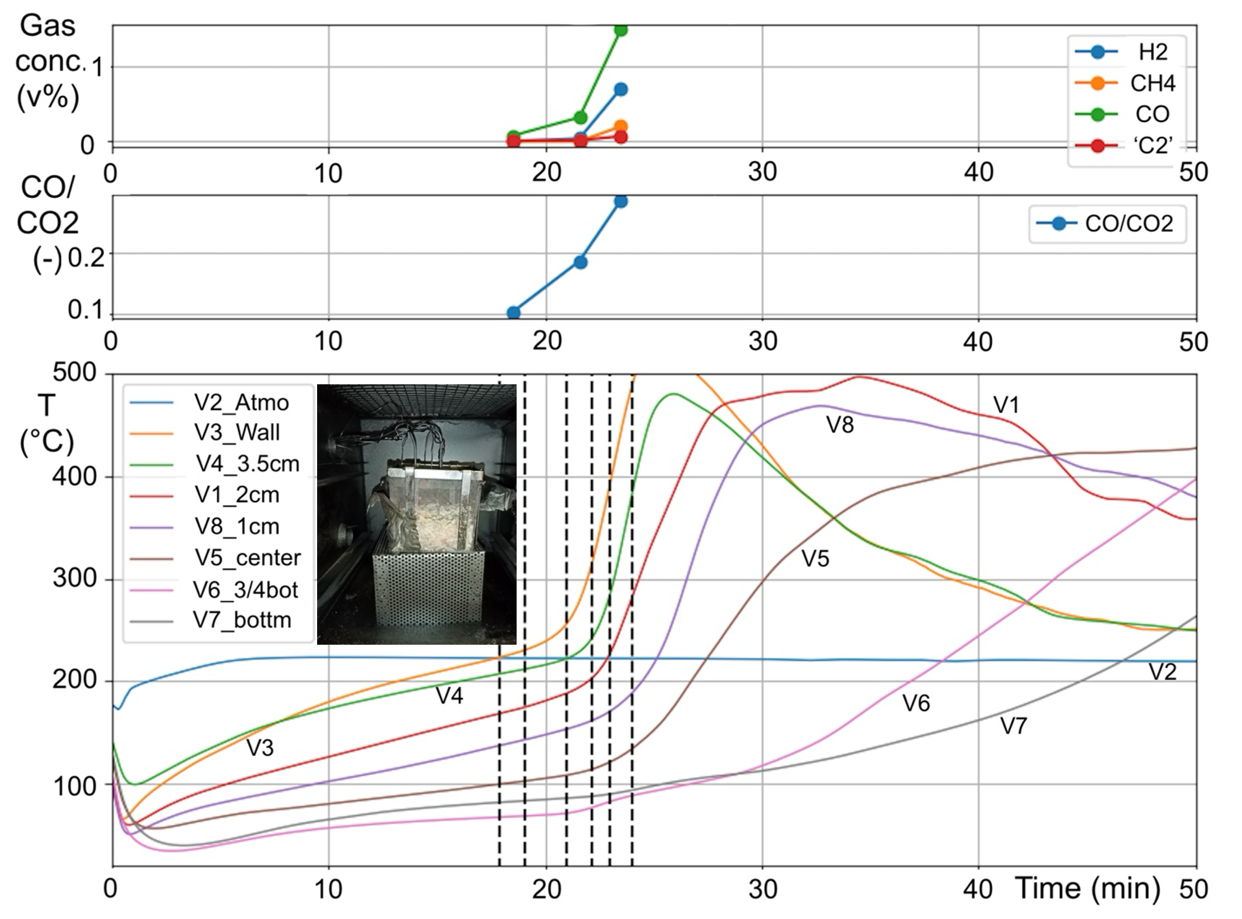 Gas
conc.
(v%)
1
0
H2
CH4
CO
‘C2’
0 10 20 30 40 50
CO/
CO2
(-)
0.2
0.1
CO/CO2
0 10 20 30 40 50
T
(°C)
500
400
300
200
100
V2_Atmo
V3_Wall
V4_3.5cm
V1_2cm
V8_1cm
V5_center
V6_3/4bot
V7_bottm
V1
V8
V5
V4
V3
V2
V6
V7
0 10 20 30 40 Time (min) 50